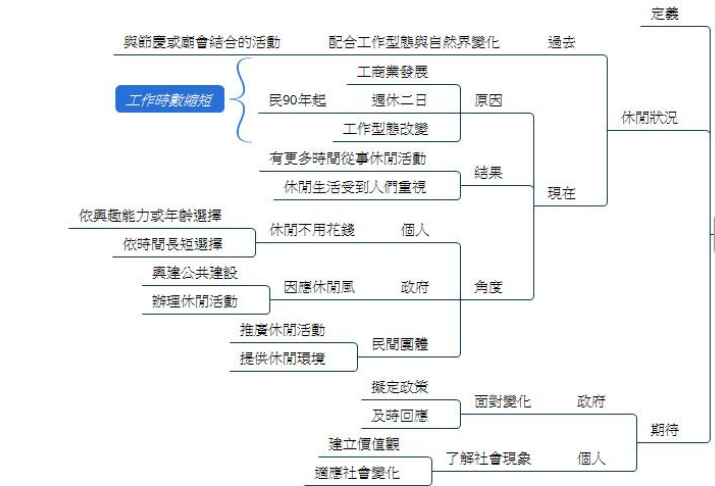 定義
與節慶或廟會結合的活動 配合工作型態與自然界變化 過去
工商業發展
工作時數縮短 民90年起 週休二日 原因
休閒狀況
工作型態改變
有更多時間從事休閒活動
結果
休閒生活受到人們重視
現在
依興趣能力或年齡選擇
休閒不用花錢 個人
依時間長短選擇
興建公共建設
因應休閒風 政府 角度
辦理休閒活動
推廣休閒活動
民間團體
提供休閒環境
擬定政策
面對變化 政府
及時回應
期待
建立價值觀
了解社會現象 個人
適應社會變化